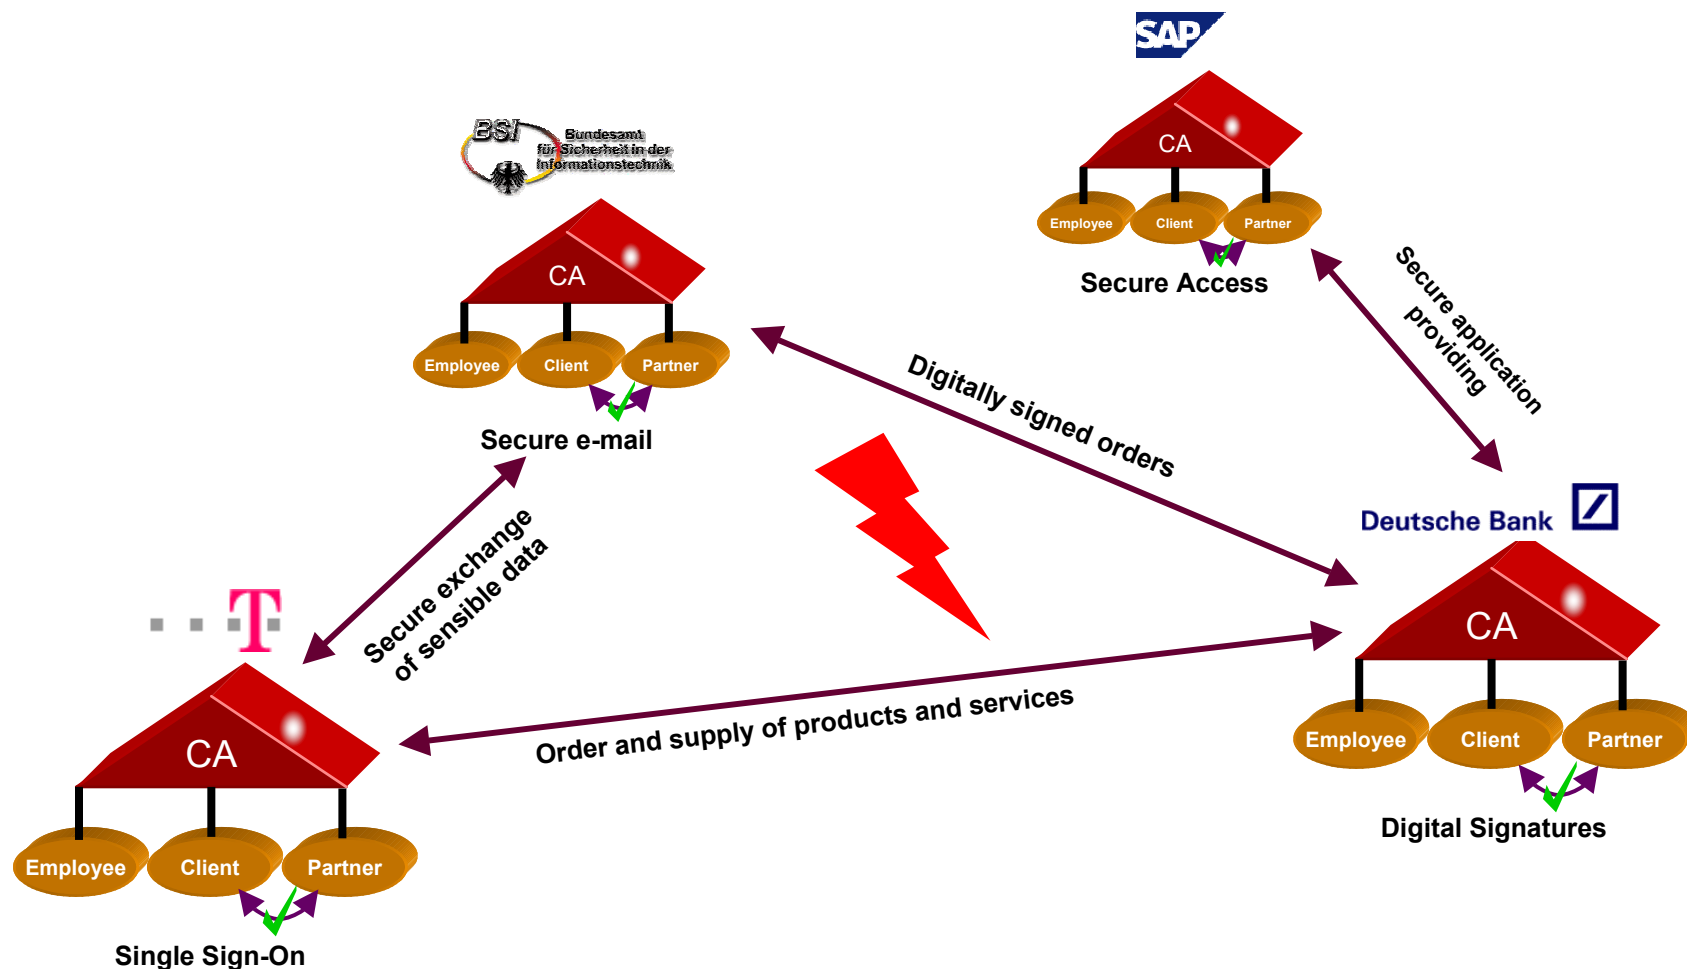 SAP
BSI
Bundesamt
für Sicherheit in der
Informationstechnik
CA
Employee
Client
Partner
Secure Access
CA
Employee
Client
Partner
Secure e-mail
Secure application
providing
Digitally signed orders
Secure exchange
of sensible data
Deutsche Bank
T
CA
Employee
Client
Partner
Digital Signatures
Order and supply of products and services
CA
Employee
Client
Partner
Single Sign-On